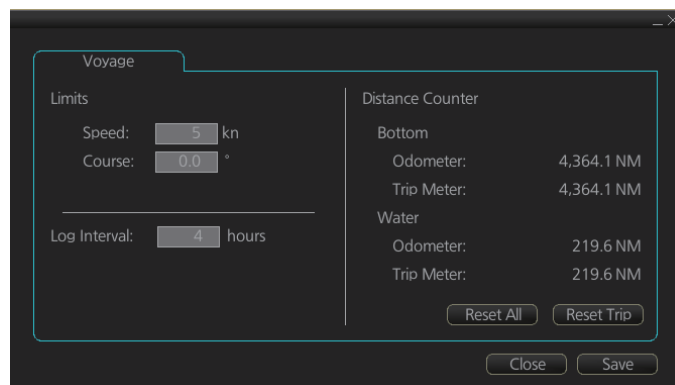 Voyage
Limits
Speed: 5 kn
Course: 0.0 °
Log Interval: 4 hours
Distance Counter
Bottom
Odometer: 4,364.1 NM
Trip Meter: 4,364.1 NM
Water
Odometer: 219.6 NM
Trip Meter: 219.6 NM
Reset All Reset Trip
Close Save